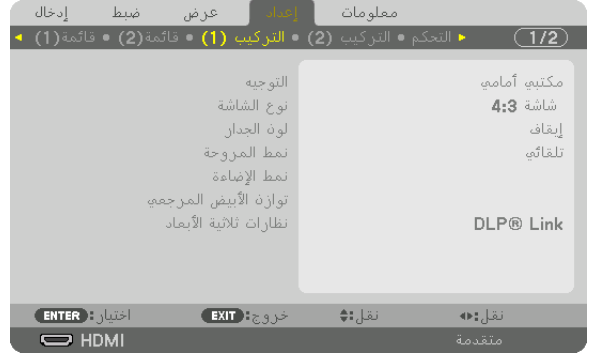 إدخال ضبط عرض إعداد معلومات
قائمة(1) • قائمة(2) • التركيب (1) • التركيب (2) • التحكم 1/2
التوجيه مكتبي أمامي
نوع الشاشة شاشة 4:3
لون الجدار إيقاف
نمط المروحة تلقائي
نمط الإضاءة
توازن الأبيض المرجعي
نظارات ثلاثية الأبعاد DLP® Link
ENTER :اختيار EXIT :خروج نقل: نقل:
HDMI متقدمة